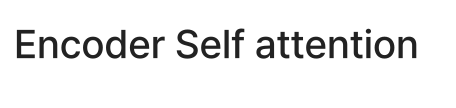 Encoder Self attention